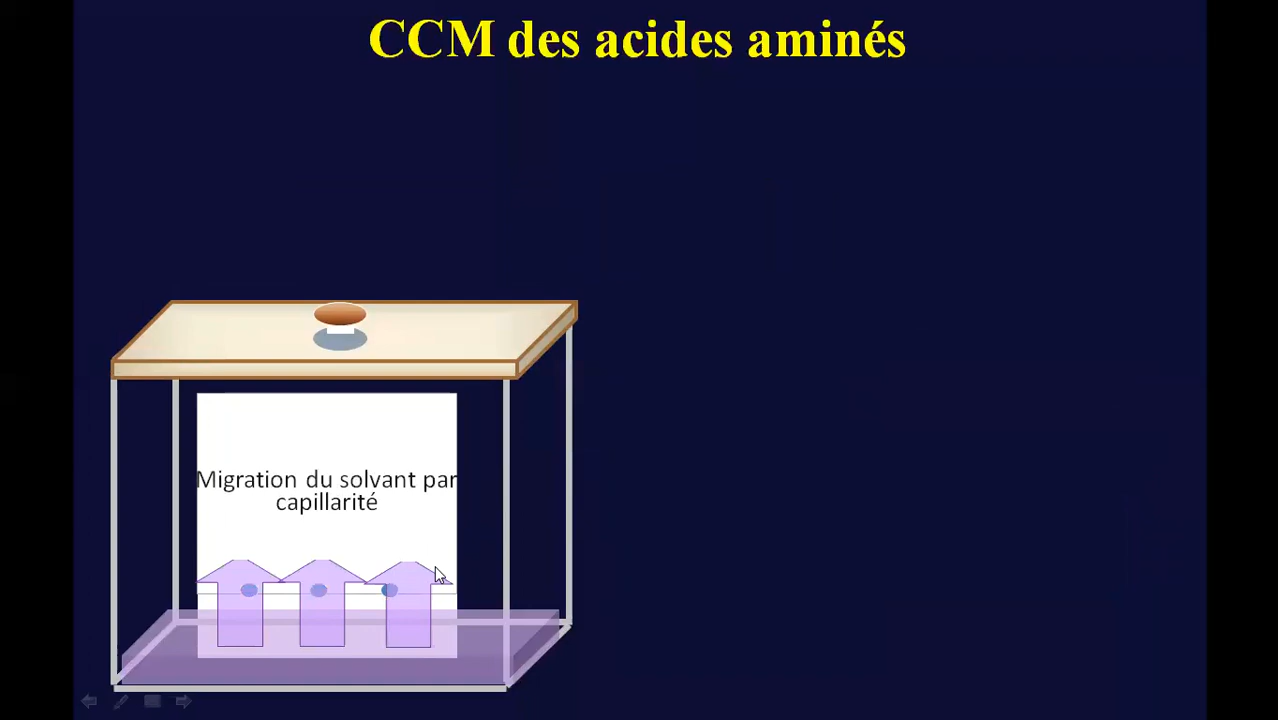 CCM des acides aminés
Migration du solvant par
capillarité